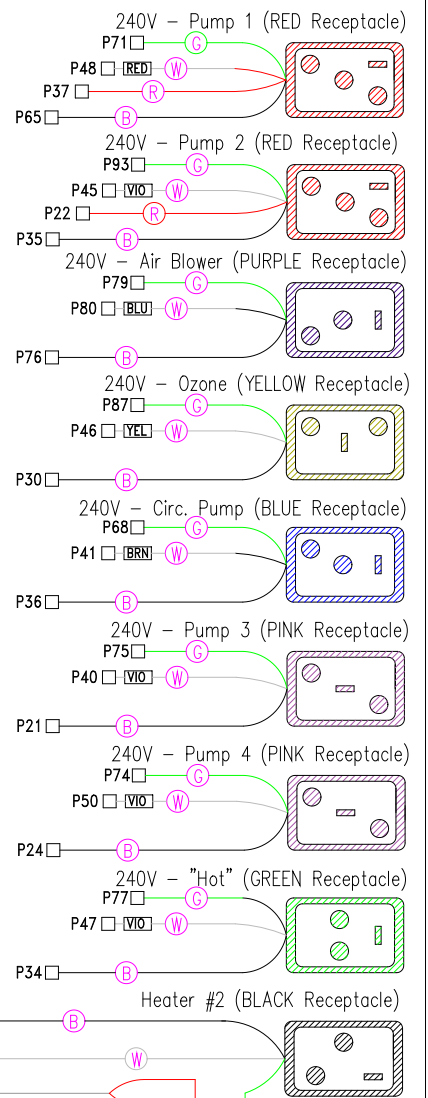 240V - Pump 1 (RED Receptacle)
P71 G
P48 RED W
P37 R
P65 B
240V - Pump 2 (RED Receptacle)
P93 G
P45 VIO W
P22 R
P35 B
240V - Air Blower (PURPLE Receptacle)
P79 G
P80 BLU W
P76 B
240V - Ozone (YELLOW Receptacle)
P87 G
P46 YEL W
P30 B
240V - Circ. Pump (BLUE Receptacle)
P68 G
P41 BRN W
P36 B
240V - Pump 3 (PINK Receptacle)
P75 G
P40 VIO W
P21 B
240V - Pump 4 (PINK Receptacle)
P74 G
P50 VIO W
P24 B
240V - "Hot" (GREEN Receptacle)
P77 G
P47 VIO W
P34 B
Heater #2 (BLACK Receptacle)
B
W